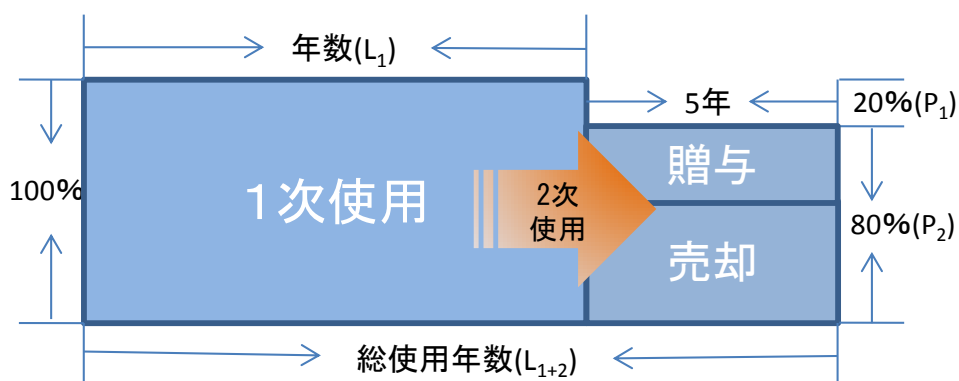 年数(L₁)
5年
20%(P₁)
贈与
100%
1次使用
2次
使用
80%(P₂)
売却
総使用年数(L₁₊₂)